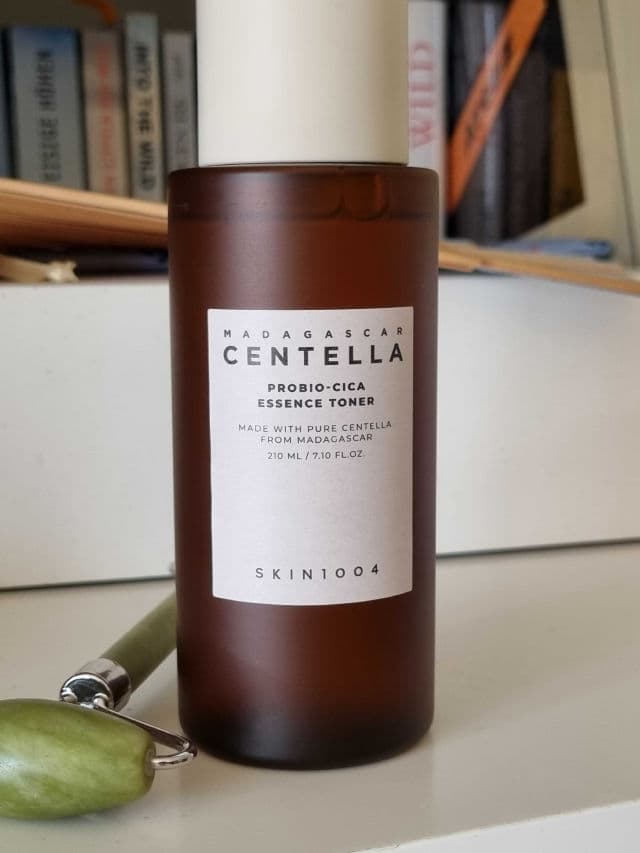 INTO THE WILD
WILD
MADAGASCAR
CENTELLA
PROBIO-CICA
ESSENCE TONER
MADE WITH PURE CENTELLA
FROM MADAGASCAR
210 ML / 7.10 FL.OZ.
SKIN1004